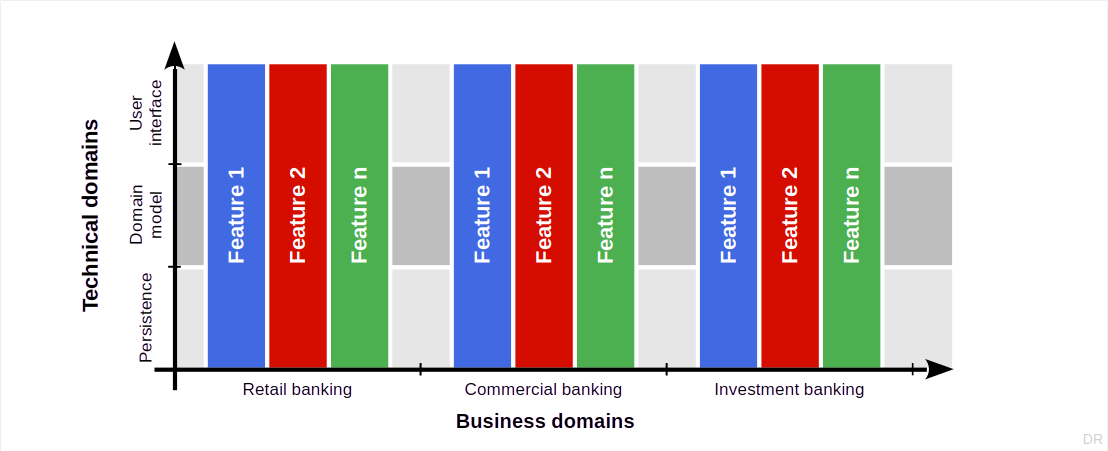 Technical domains
User
interface
Domain
model
Persistence
Feature 1
Feature 2
Feature n
Feature 1
Feature 2
Feature n
Feature 1
Feature 2
Feature n
Retail banking
Commercial banking
Investment banking
Business domains
DR